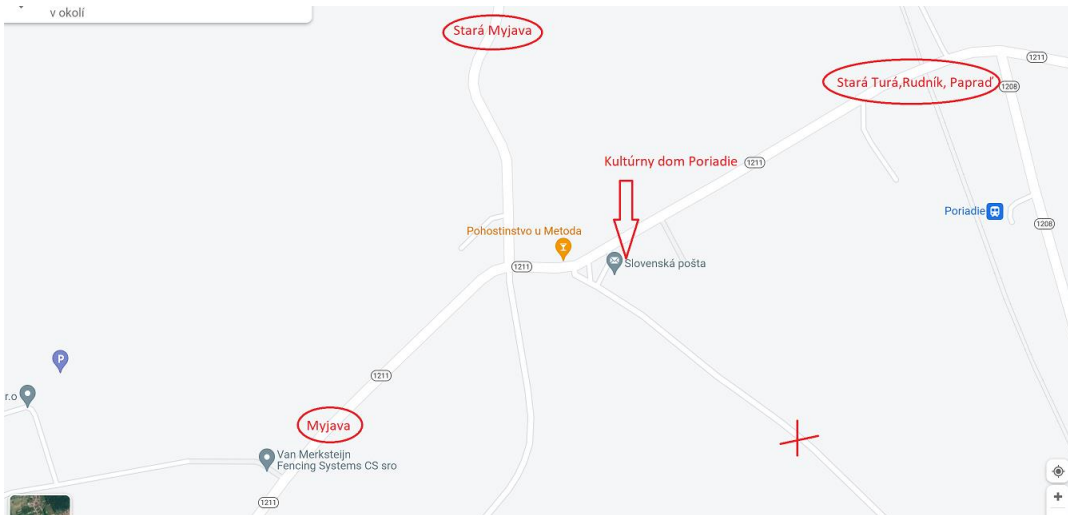 v okolí
Stará Myjava
1211
Stará Turá,Rudník, Papraď
1208
Kultúrny dom Poriadie
1211
Poriadie
1208
Pohostinstvo u Metoda
1211
Slovenská pošta
P
1211
r.o
Myjava
Van Merksteijn
Fencing Systems CS sro
1211